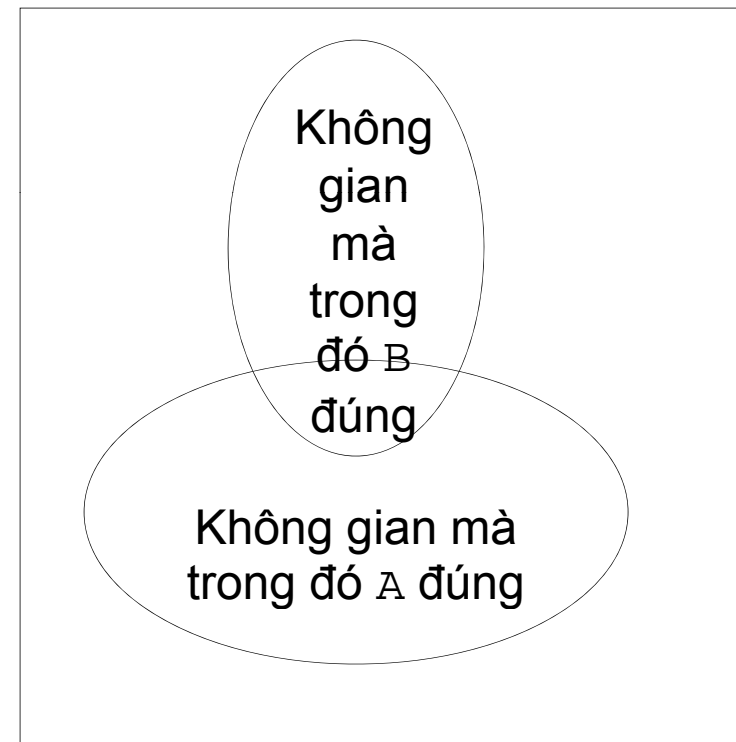 Không
gian
mà
trong
đó B
đúng
Không gian mà
trong đó A đúng